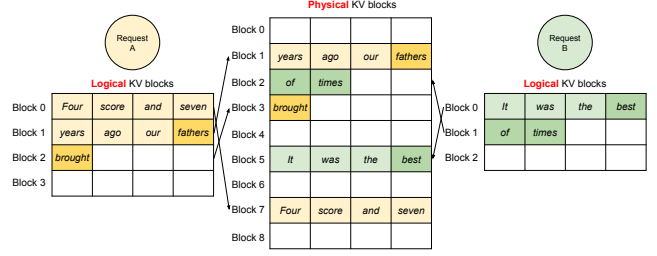 Physical KV blocks
Request
A
Logical KV blocks
Block 0 Four score and seven
Block 1 years ago our fathers
Block 2 brought
Block 3
Block 0
Block 1 years ago our fathers
Block 2 of times
Block 3 brought
Block 4
Block 5 It was the best
Block 6
Block 7 Four score and seven
Block 8
Request
B
Logical KV blocks
Block 0 It was the best
Block 1 of times
Block 2